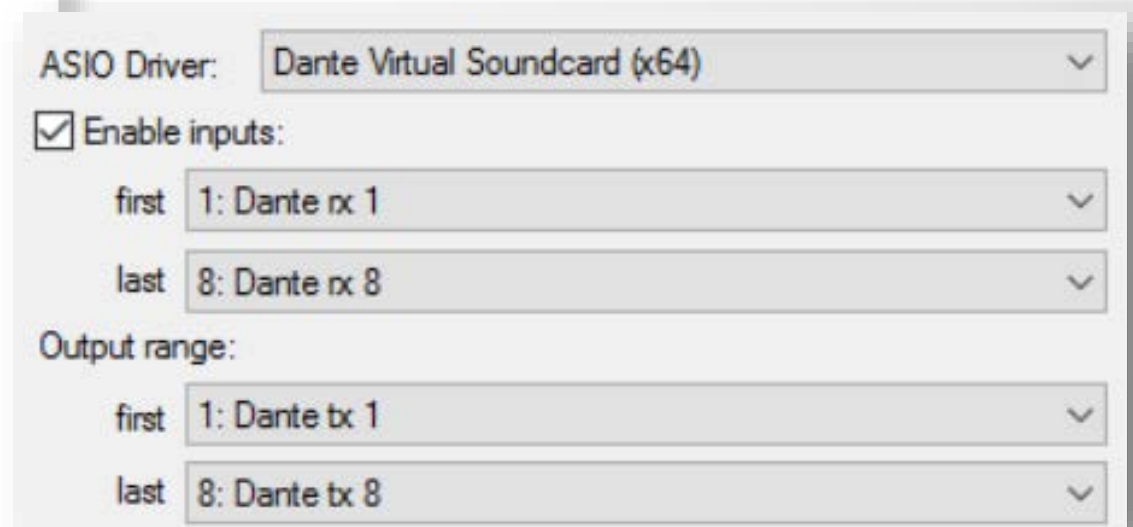 ASIO Driver: Dante Virtual Soundcard (x64)
Enable inputs:
first 1: Dante rx 1
last 8: Dante rx 8
Output range:
first 1: Dante tx 1
last 8: Dante tx 8